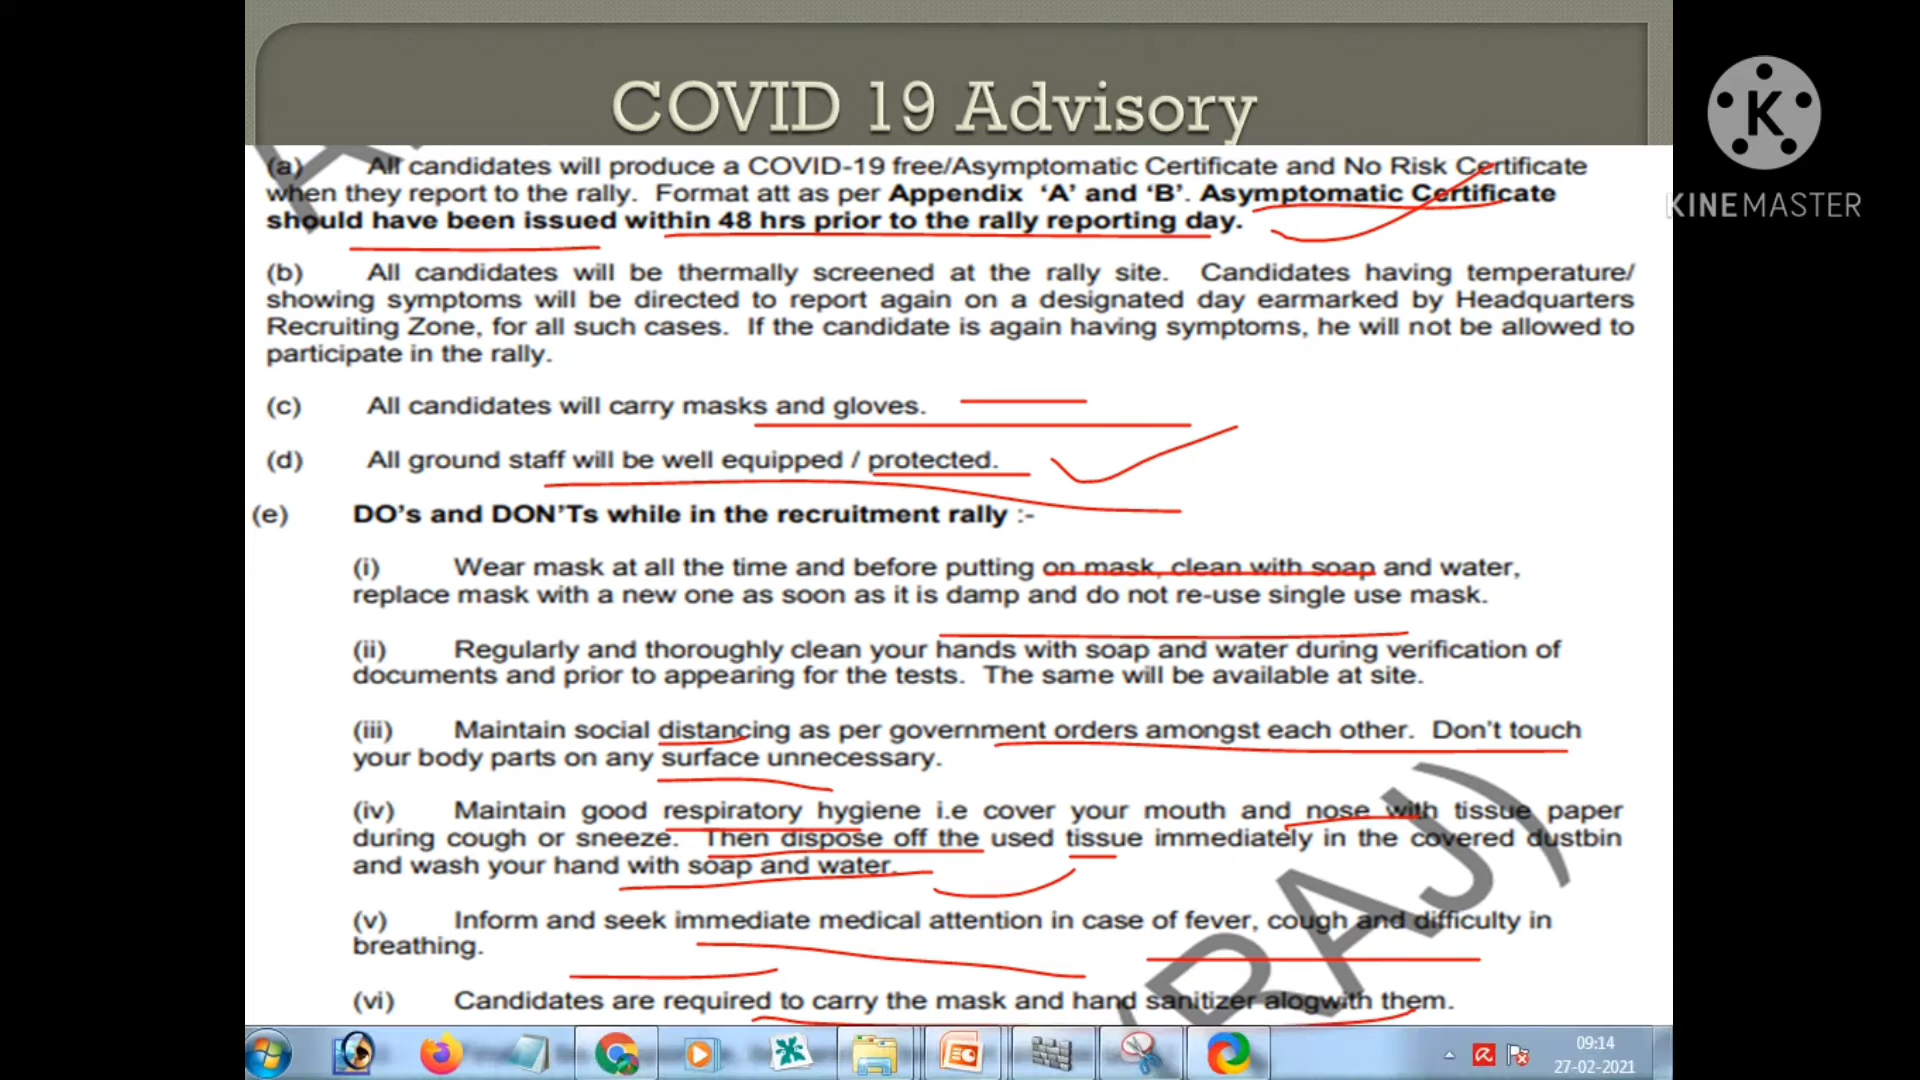 COVID 19 Advisory
K
KINEMASTER
(a) All candidates will produce a COVID-19 free/Asymptomatic Certificate and No Risk Certificate
when they report to the rally. Format att as per Appendix ‘A’ and ‘B’. Asymptomatic Certificate
should have been issued within 48 hrs prior to the rally reporting day.
(b) All candidates will be thermally screened at the rally site. Candidates having temperature/
showing symptoms will be directed to report again on a designated day earmarked by Headquarters
Recruiting Zone, for all such cases. If the candidate is again having symptoms, he will not be allowed to
participate in the rally.
(c) All candidates will carry masks and gloves.
(d) All ground staff will be well equipped / protected.
(e) DO’s and DON’Ts while in the recruitment rally :-
(i) Wear mask at all the time and before putting on mask, clean with soap and water,
replace mask with a new one as soon as it is damp and do not re-use single use mask.
(ii) Regularly and thoroughly clean your hands with soap and water during verification of
documents and prior to appearing for the tests. The same will be available at site.
(iii) Maintain social distancing as per government orders amongst each other. Don’t touch
your body parts on any surface unnecessary.
(iv) Maintain good respiratory hygiene i.e cover your mouth and nose with tissue paper
during cough or sneeze. Then dispose off the used tissue immediately in the covered dustbin
and wash your hand with soap and water.
(v) Inform and seek immediate medical attention in case of fever, cough and difficulty in
breathing.
(vi) Candidates are required to carry the mask and hand sanitizer alogwith them.
RAJ)
09:14
27-02-2021